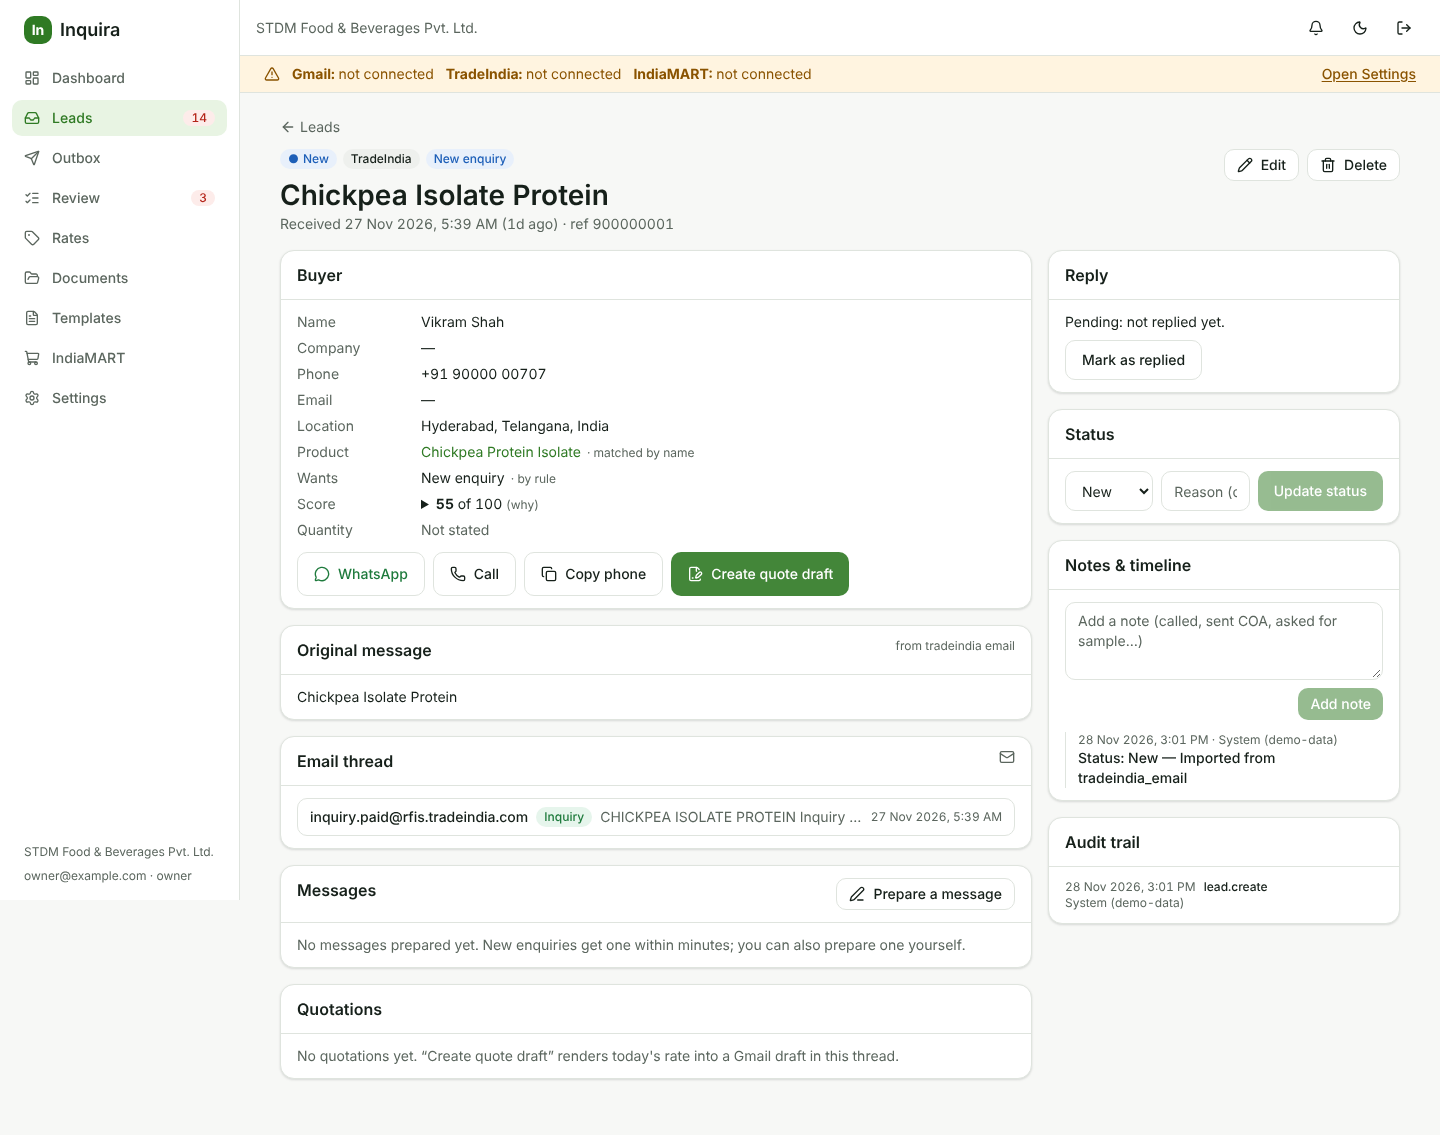 In Inquira
Dashboard
Leads 14
Outbox
Review 3
Rates
Documents
Templates
IndiaMART
Settings
STDM Food & Beverages Pvt. Ltd.
owner@example.com · owner
STDM Food & Beverages Pvt. Ltd.
Gmail: not connected TradeIndia: not connected IndiaMART: not connected Open Settings
Leads
New TradeIndia New enquiry
Edit Delete
Chickpea Isolate Protein
Received 27 Nov 2026, 5:39 AM (1d ago) · ref 900000001
Buyer
Name Vikram Shah
Company —
Phone +91 90000 00707
Email —
Location Hyderabad, Telangana, India
Product Chickpea Protein Isolate · matched by name
Wants New enquiry · by rule
Score 55 of 100 (why)
Quantity Not stated
WhatsApp Call Copy phone Create quote draft
Original message from tradeindia email
Chickpea Isolate Protein
Email thread
inquiry.paid@rfis.tradeindia.com Inquiry CHICKPEA ISOLATE PROTEIN Inquiry ... 27 Nov 2026, 5:39 AM
Messages Prepare a message
No messages prepared yet. New enquiries get one within minutes; you can also prepare one yourself.
Quotations
No quotations yet. “Create quote draft” renders today's rate into a Gmail draft in this thread.
Reply
Pending: not replied yet.
Mark as replied
Status
New Reason (c Update status
Notes & timeline
Add a note (called, sent COA, asked for
sample...)
Add note
28 Nov 2026, 3:01 PM · System (demo-data)
Status: New — Imported from
tradeindia_email
Audit trail
28 Nov 2026, 3:01 PM lead.create
System (demo-data)